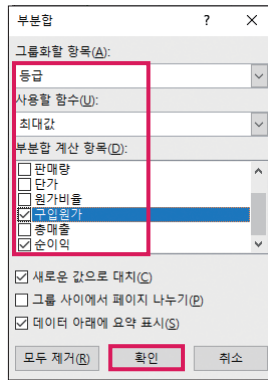 부분합 ? ×
그룹화할 항목(A):
등급
사용할 함수(U):
최대값
부분합 계산 항목(D):
판매량
단가
원가비율
구입원가
총매출
순이익
새로운 값으로 대치(C)
그룹 사이에서 페이지 나누기(P)
데이터 아래에 요약 표시(S)
모두 제거(R) 확인 취소